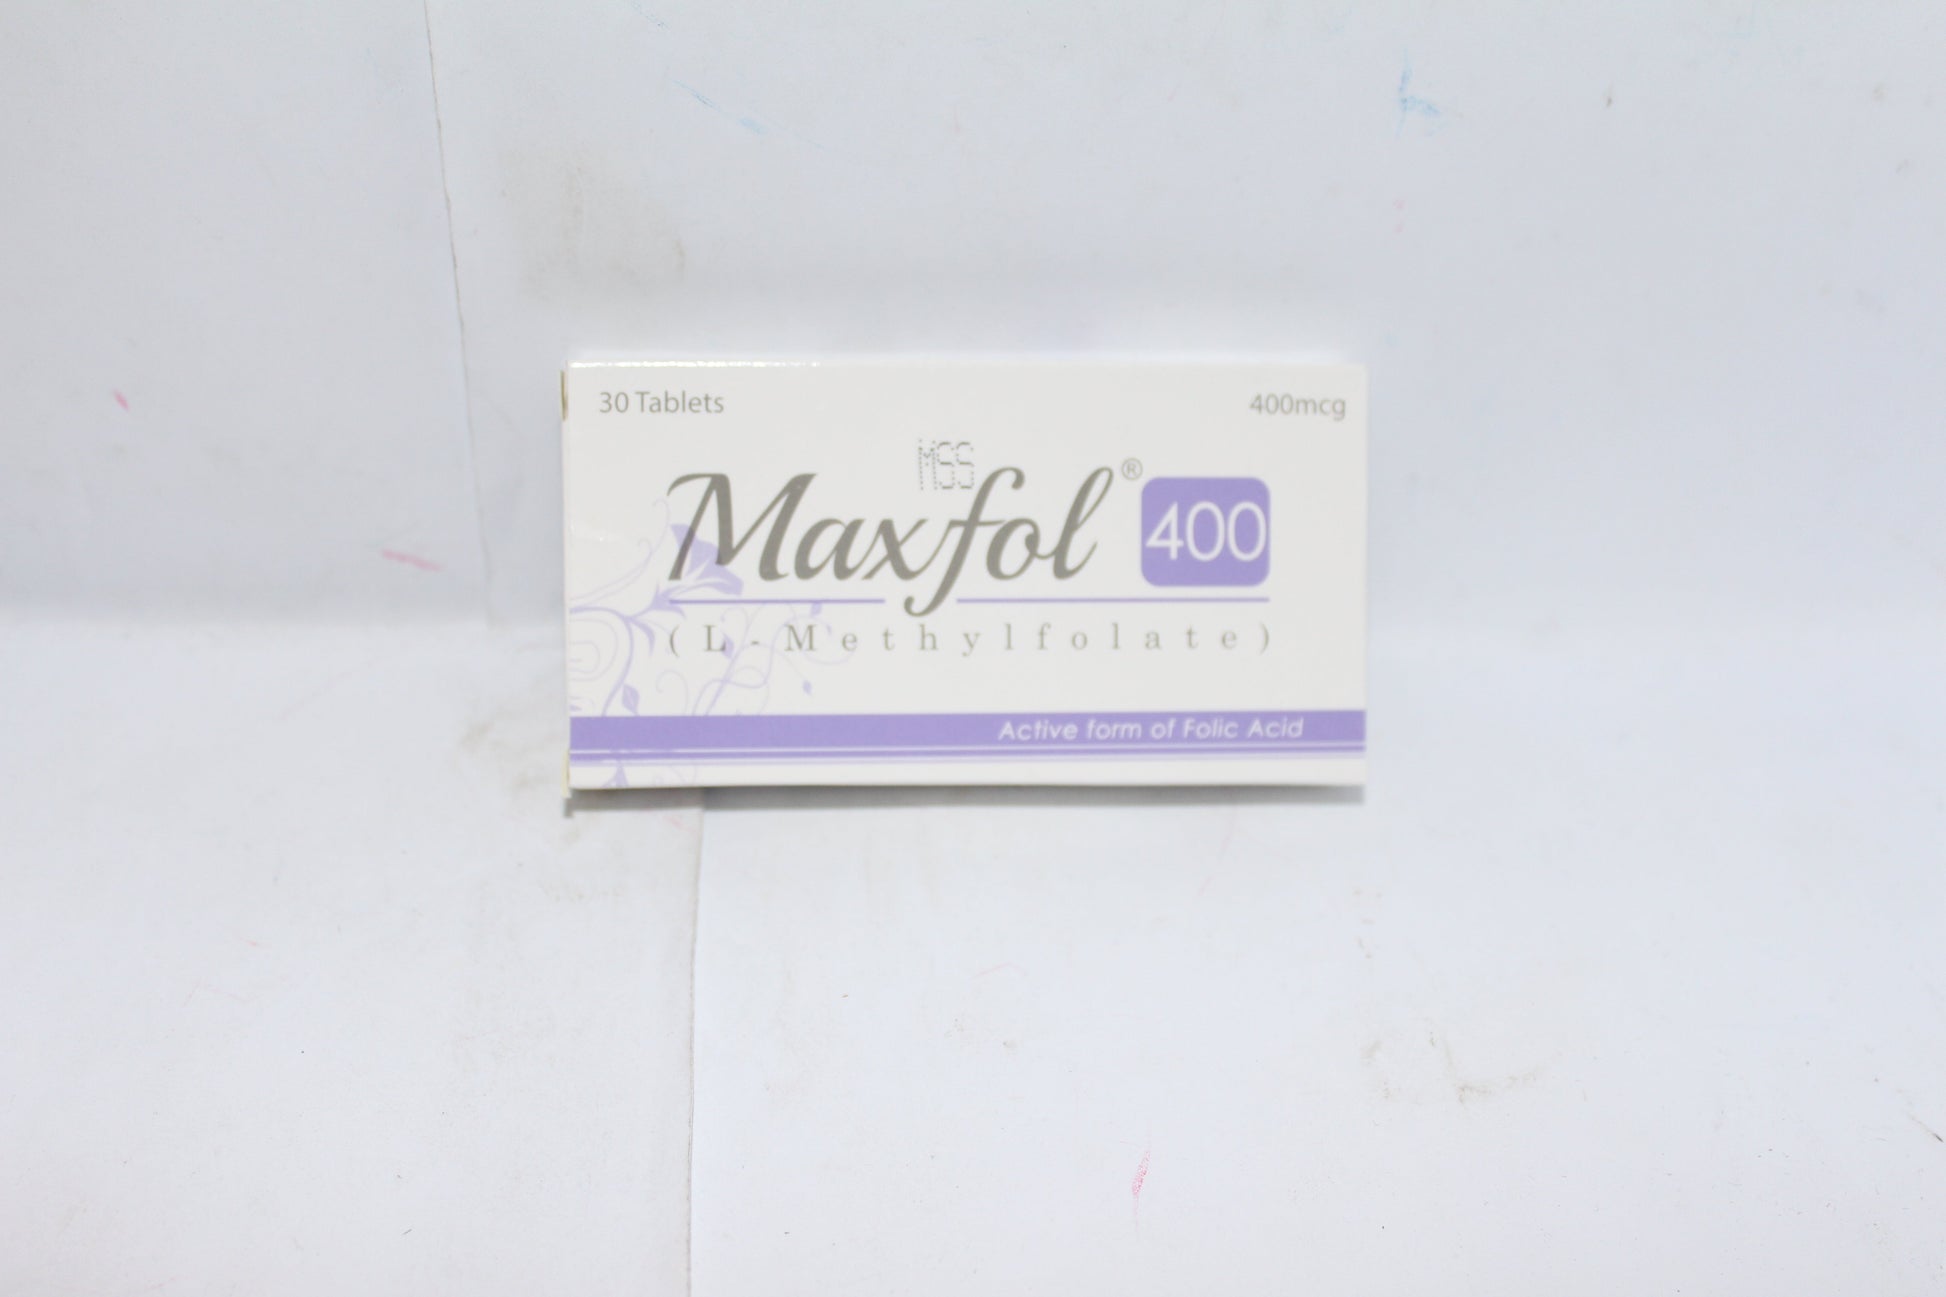 30 Tablets 400mcg
MSS
Maxfol® 400
(L-Methylfolate)
Active form of Folic Acid